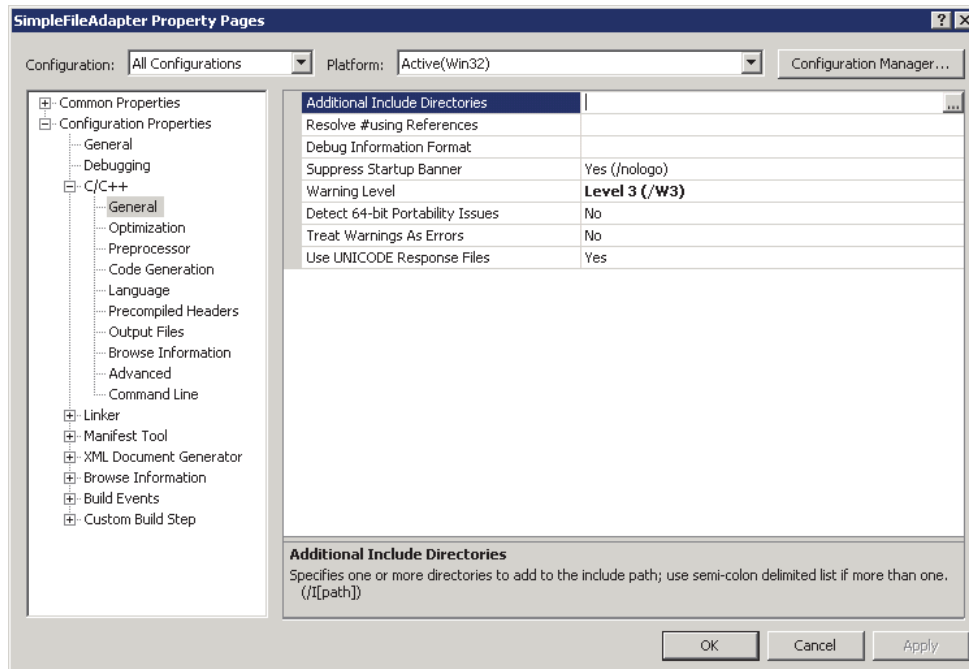 SimpleFileAdapter Property Pages
Configuration: All Configurations Platform: Active(Win32) Configuration Manager...
Common Properties
Configuration Properties
General
Debugging
C/C++
General
Optimization
Preprocessor
Code Generation
Language
Precompiled Headers
Output Files
Browse Information
Advanced
Command Line
Linker
Manifest Tool
XML Document Generator
Browse Information
Build Events
Custom Build Step
Additional Include Directories ...
Resolve #using References
Debug Information Format
Suppress Startup Banner Yes (/nologo)
Warning Level Level 3 (/W3)
Detect 64-bit Portability Issues No
Treat Warnings As Errors No
Use UNICODE Response Files Yes
Additional Include Directories
Specifies one or more directories to add to the include path; use semi-colon delimited list if more than one.
(/I[path])
OK Cancel Apply